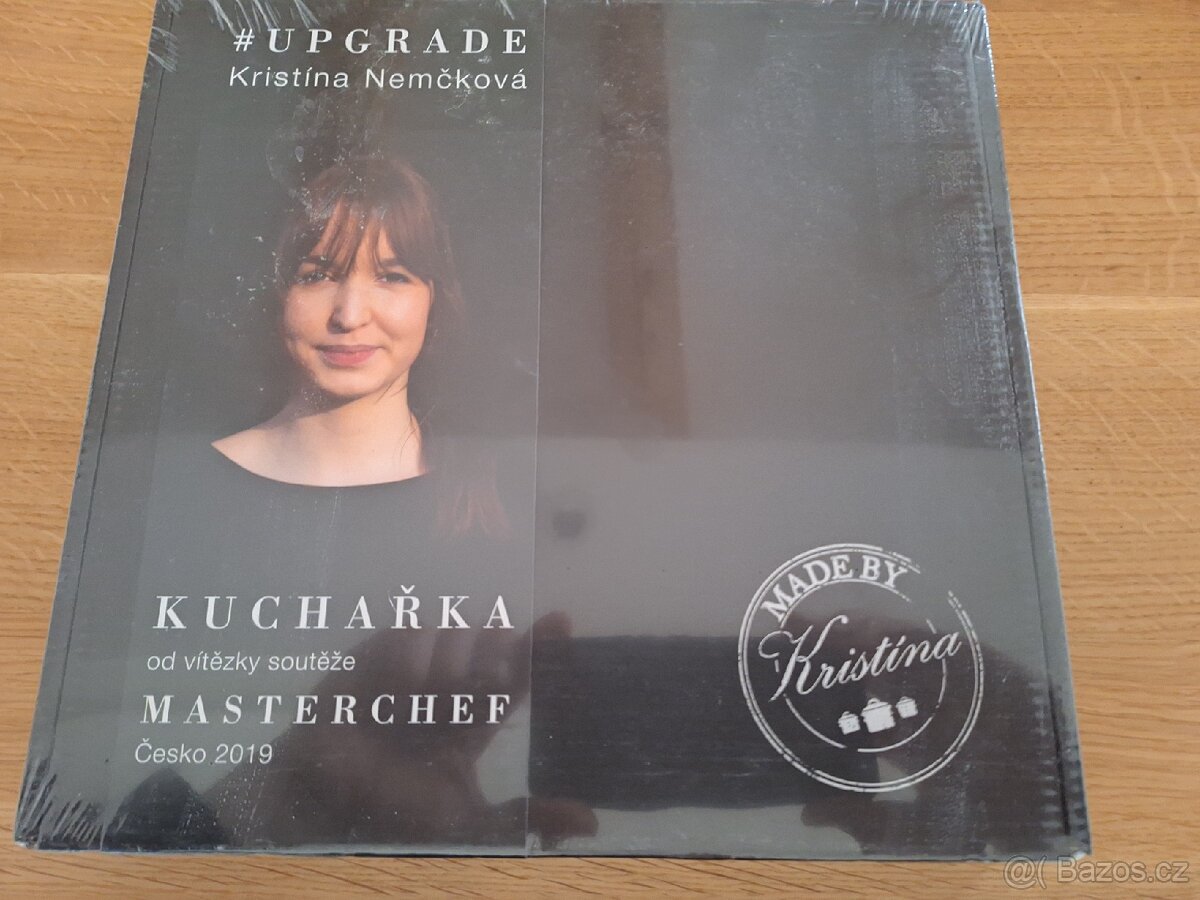 #UPGRADE
Kristína Nemčková
KUCHAŘKA
od vítězky soutěže
MASTERCHEF
Česko 2019
MADE BY
Kristína
@( Bazos.cz